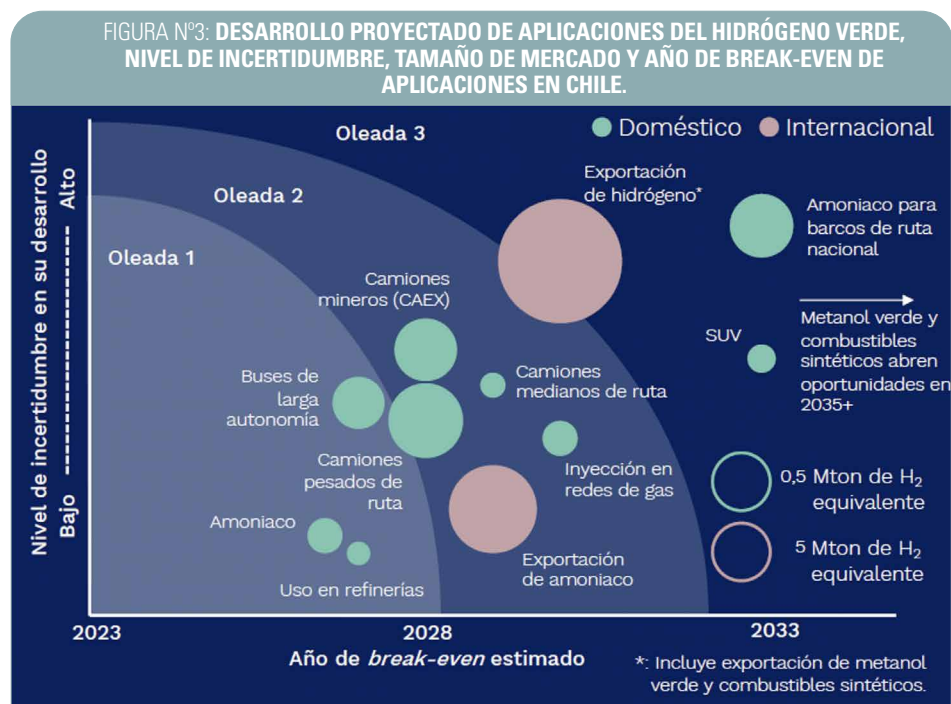 FIGURA Nº3: DESARROLLO PROYECTADO DE APLICACIONES DEL HIDRÓGENO VERDE,
NIVEL DE INCERTIDUMBRE, TAMAÑO DE MERCADO Y AÑO DE BREAK-EVEN DE
APLICACIONES EN CHILE.
Doméstico
Internacional
Nivel de incertidumbre en su desarrollo
Alto
Bajo
Oleada 3
Oleada 2
Oleada 1
Exportación
de hidrógeno*
Amoniaco para
barcos de ruta
nacional
Camiones
mineros (CAEX)
Metanol verde y
combustibles
sintéticos abren
oportunidades en
2035+
SUV
Buses de
larga
autonomía
Camiones
medianos de ruta
Camiones
pesados de
ruta
Inyección en
redes de gas
0,5 Mton de H₂
equivalente
Amoniaco
Uso en refinerías
Exportación
de amoniaco
5 Mton de H₂
equivalente
2023
2028
2033
Año de break-even estimado
*: Incluye exportación de metanol
verde y combustibles sintéticos.